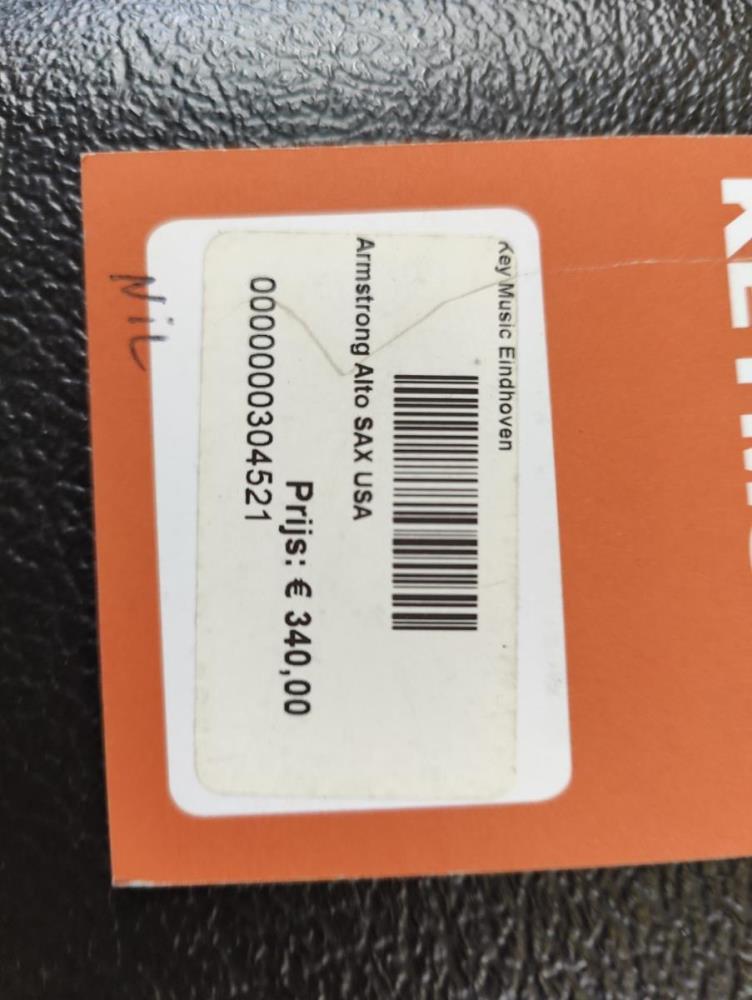 Key Music Eindhoven
Armstrong Alto SAX USA
Prijs: € 340,00
0000000304521
NiL